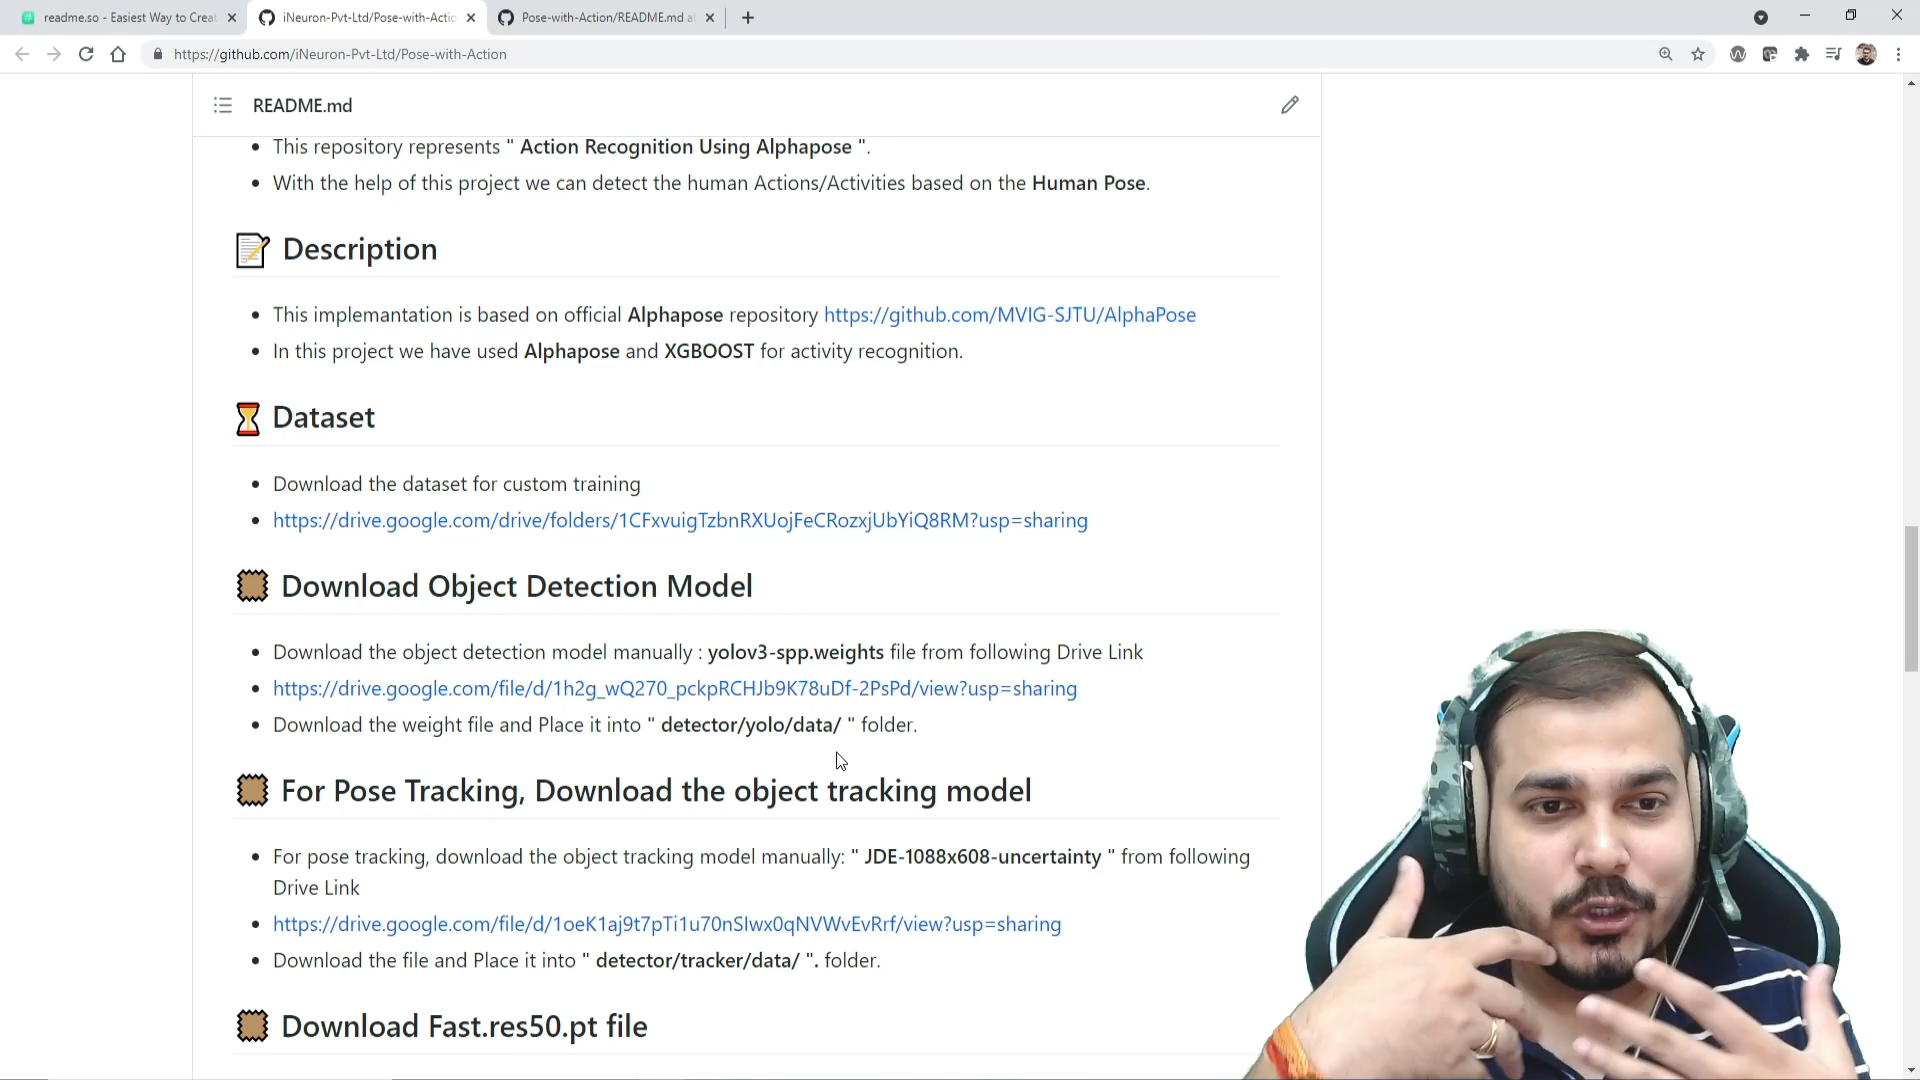 readme.so - Easiest Way to Creat
iNeuron-Pvt-Ltd/Pose-with-Actio
Pose-with-Action/README.md at
https://github.com/iNeuron-Pvt-Ltd/Pose-with-Action
README.md
This repository represents " Action Recognition Using Alphapose ".
With the help of this project we can detect the human Actions/Activities based on the Human Pose.
Description
This implemantation is based on official Alphapose repository https://github.com/MVIG-SJTU/AlphaPose
In this project we have used Alphapose and XGBOOST for activity recognition.
Dataset
Download the dataset for custom training
https://drive.google.com/drive/folders/1CFxvuigTzbnRXUojFeCRozxjUbYiQ8RM?usp=sharing
Download Object Detection Model
Download the object detection model manually : yolov3-spp.weights file from following Drive Link
https://drive.google.com/file/d/1h2g_wQ270_pckpRCHJb9K78uDf-2PsPd/view?usp=sharing
Download the weight file and Place it into " detector/yolo/data/ " folder.
For Pose Tracking, Download the object tracking model
For pose tracking, download the object tracking model manually: " JDE-1088x608-uncertainty " from following
Drive Link
https://drive.google.com/file/d/1oeK1aj9t7pTi1u70nSIwx0qNVWvEvRrf/view?usp=sharing
Download the file and Place it into " detector/tracker/data/ ". folder.
Download Fast.res50.pt file